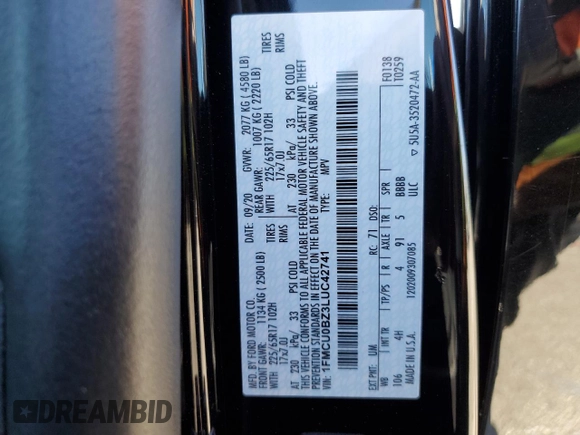 MFD. BY FORD MOTOR CO.
DATE: 09/20 GVWR: 2077 KG ( 4580 LB)
FRONT GAWR: 1134 KG ( 2500 LB) REAR GAWR: 1007 KG ( 2220 LB)
WITH 225/65R17 102H TIRES WITH 225/65R17 102H TIRES
17x7.0J RIMS 17x7.0J RIMS
AT 230 kPa/ 33 PSI COLD AT 230 kPa/ 33 PSI COLD
THIS VEHICLE CONFORMS TO ALL APPLICABLE FEDERAL MOTOR VEHICLE SAFETY AND THEFT
PREVENTION STANDARDS IN EFFECT ON THE DATE OF MANUFACTURE SHOWN ABOVE.
VIN: 1FMCU0BZ3LUC42741 TYPE: MPV
F0138
T0259
EXT PNT: UM RC: 71 DSO:
WB INT TR TP/PS R AXLE TR SPR
106 4H 4 91 5 BBBB
MADE IN U.S.A. 1202009307085 ULC
5U5A-3520472-AA
DREAMBID